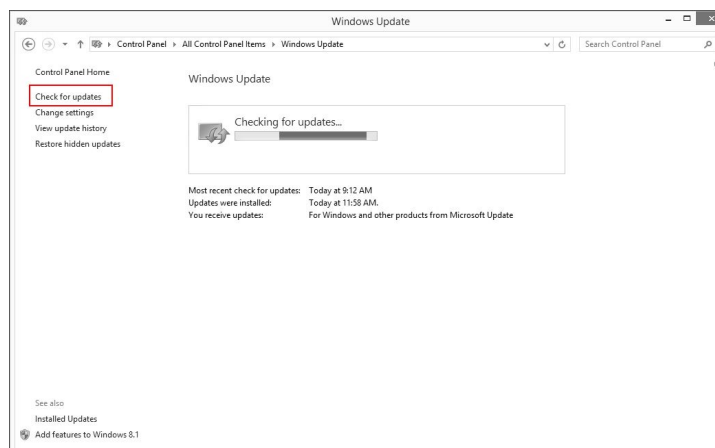 Windows Update
Control Panel ▸ All Control Panel Items ▸ Windows Update
Search Control Panel
Control Panel Home
Check for updates
Change settings
View update history
Restore hidden updates
Windows Update
Checking for updates...
Most recent check for updates: Today at 9:12 AM
Updates were installed: Today at 11:58 AM.
You receive updates: For Windows and other products from Microsoft Update
See also
Installed Updates
Add features to Windows 8.1